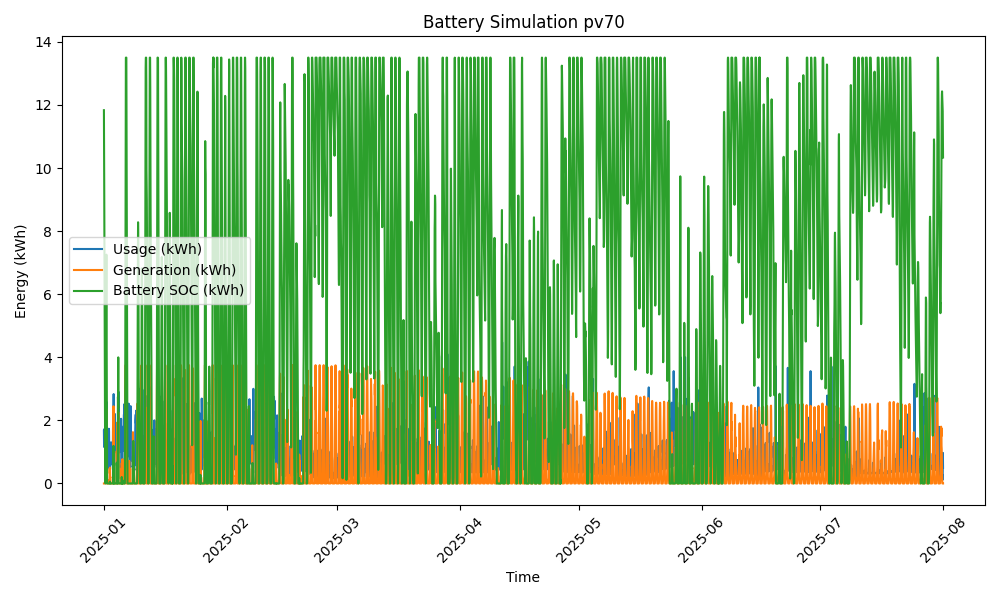 Battery Simulation pv70
Energy (kWh)
14
12
10
8
6
4
2
0
Usage (kWh)
Generation (kWh)
Battery SOC (kWh)
2025-01
2025-02
2025-03
2025-04
2025-05
2025-06
2025-07
2025-08
Time